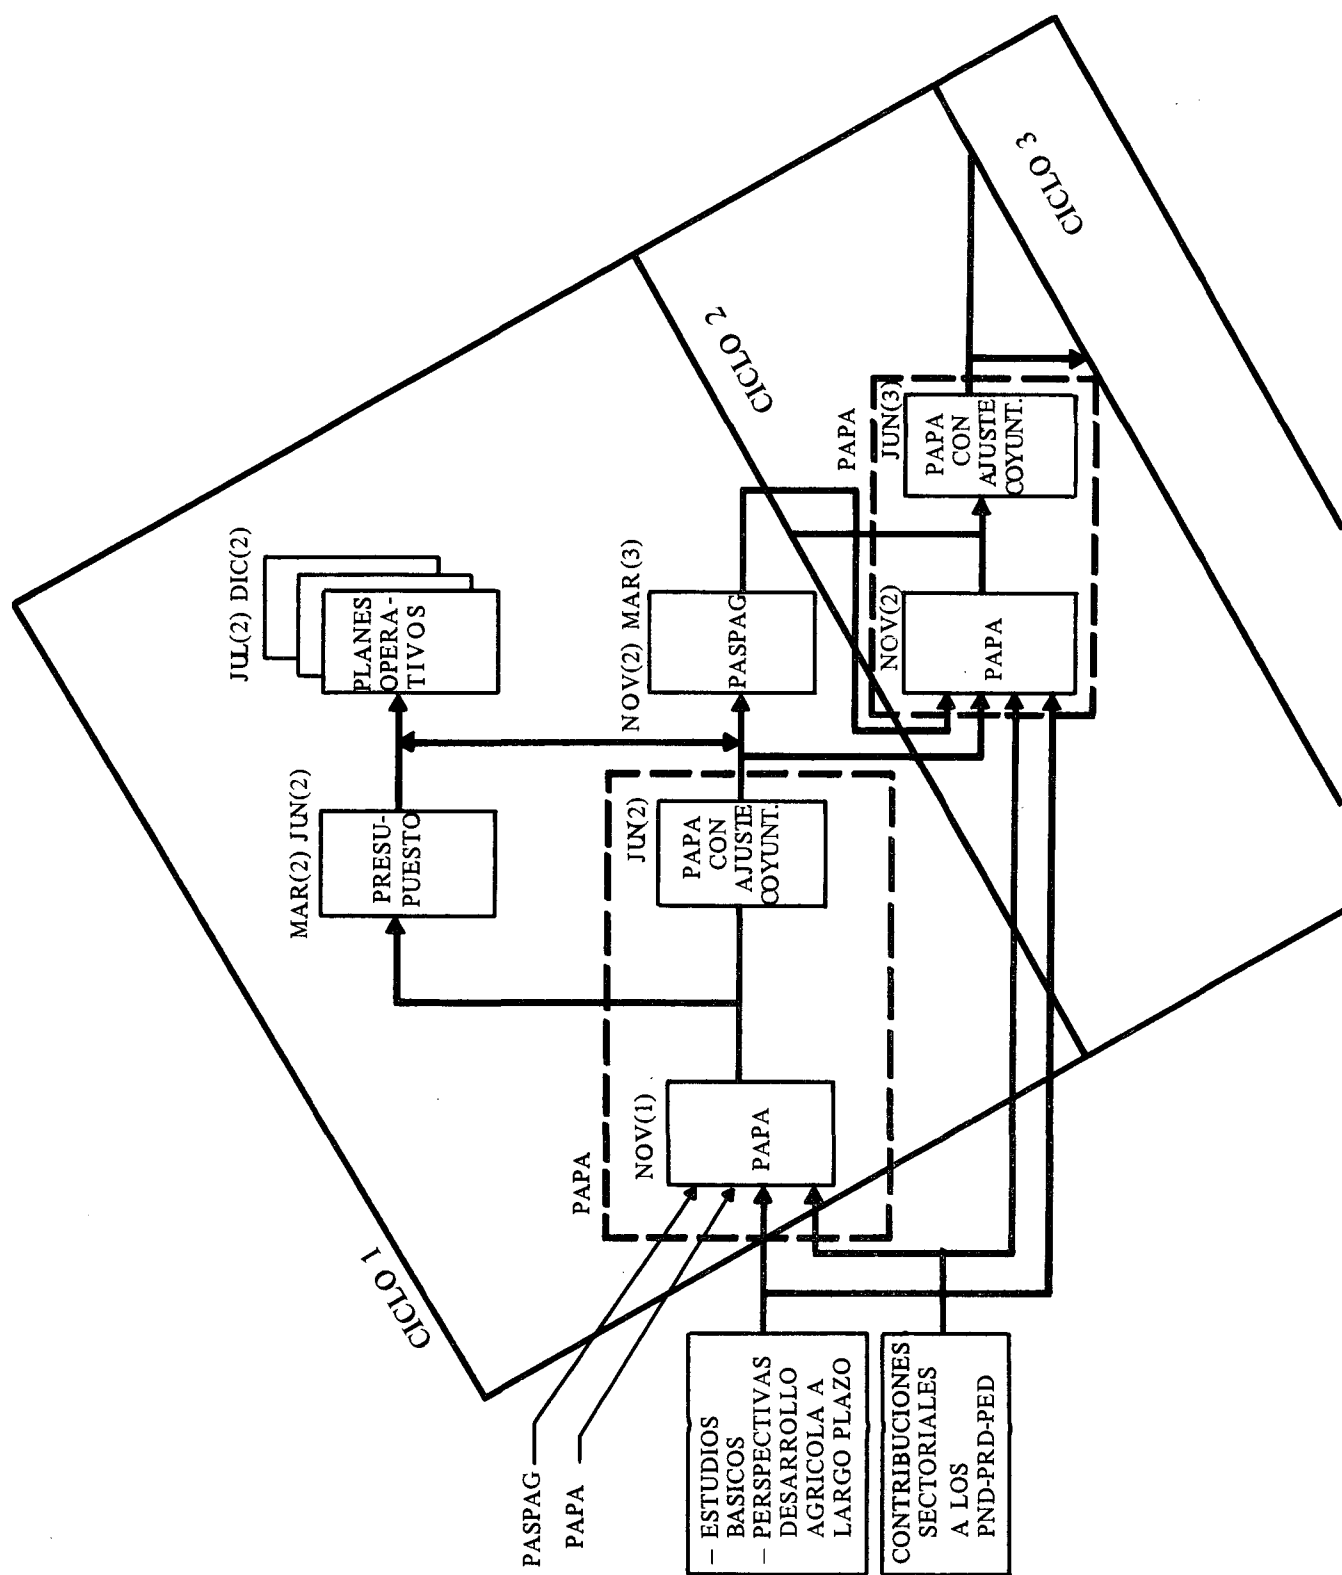 CICLO 1
JUL(2) DIC(2)
PLANES
OPERA-
TIVOS
MAR(2) JUN(2)
PRESU-
PUESTO
PASPAG
PAPA
PAPA
NOV(1)
PAPA
JUN(2)
PAPA
CON
AJUSTE
COYUNT.
NOV(2) MAR(3)
PASPAG
CICLO 2
– ESTUDIOS
BASICOS
– PERSPECTIVAS
DESARROLLO
AGRICOLA A
LARGO PLAZO
CONTRIBUCIONES
SECTORIALES
A LOS
PND-PRD-PED
PAPA
NOV(2)
PAPA
JUN(3)
PAPA
CON
AJUSTE
COYUNT.
CICLO 3